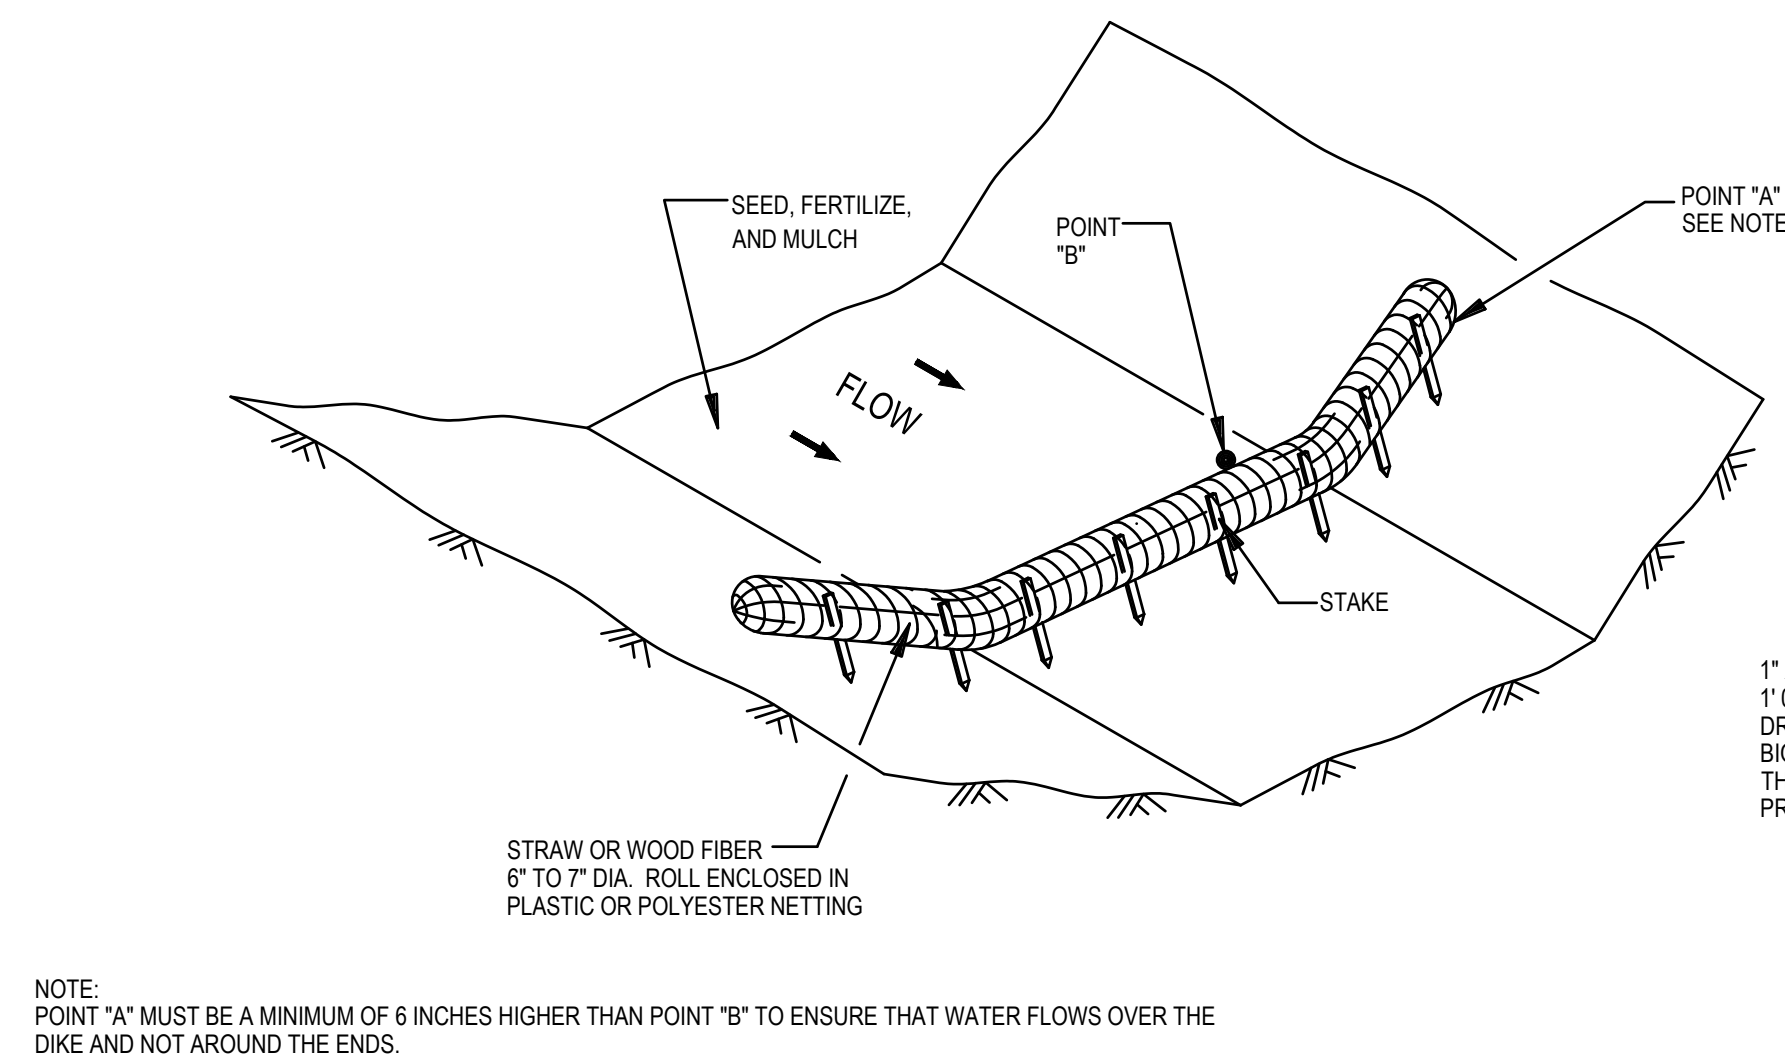 SEED, FERTILIZE,
AND MULCH
POINT
"B"
POINT "A"
SEE NOTE
FLOW
STAKE
1"
1'
STRAW OR WOOD FIBER
6" TO 7" DIA. ROLL ENCLOSED IN
PLASTIC OR POLYESTER NETTING
NOTE:
POINT "A" MUST BE A MINIMUM OF 6 INCHES HIGHER THAN POINT "B" TO ENSURE THAT WATER FLOWS OVER THE
DIKE AND NOT AROUND THE ENDS.